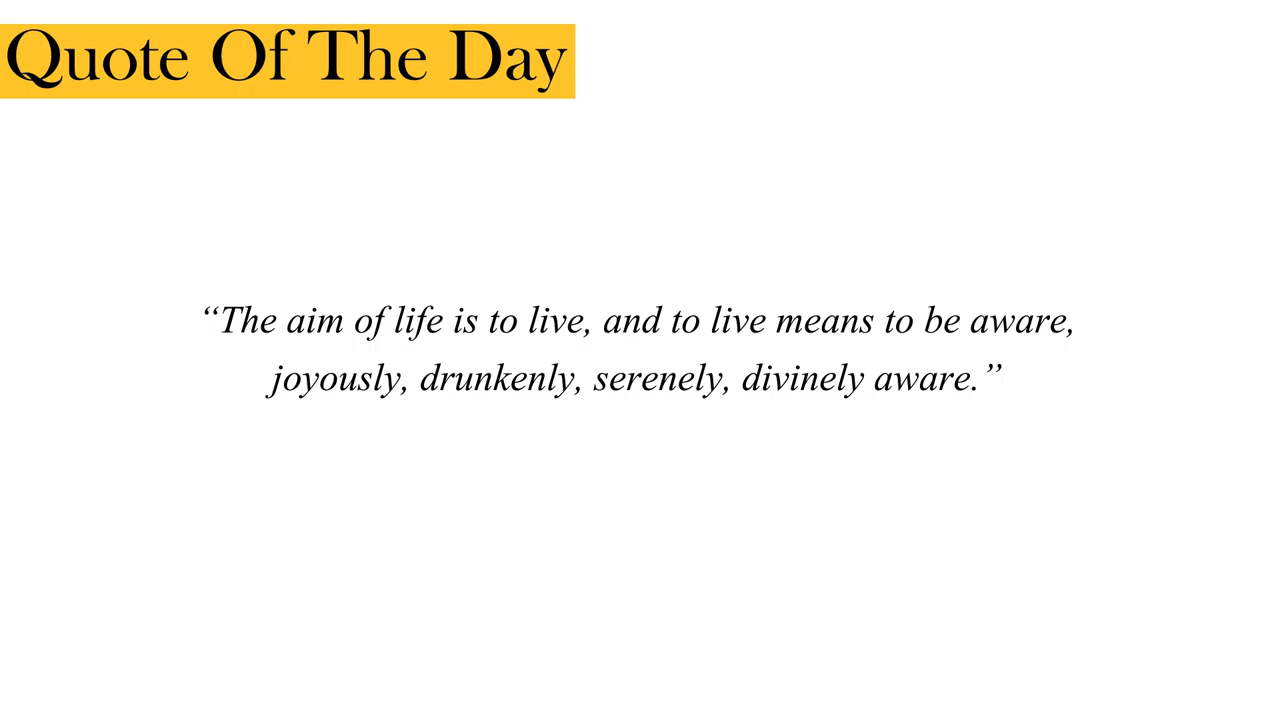 Quote Of The Day
“The aim of life is to live, and to live means to be aware,
joyously, drunkenly, serenely, divinely aware.”